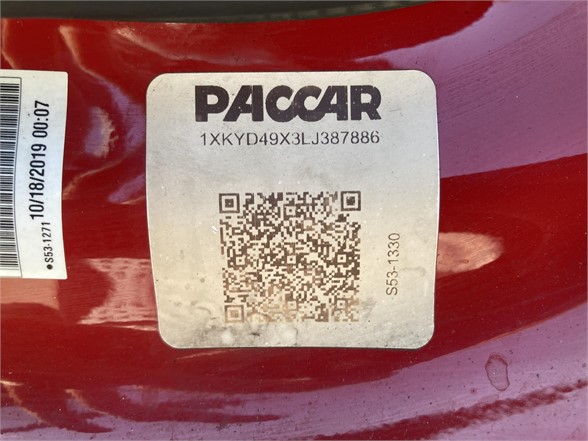 PACCAR
1XKYD49X3LJ387886
S53-1330
10/18/2019 00:07
•S53-1271